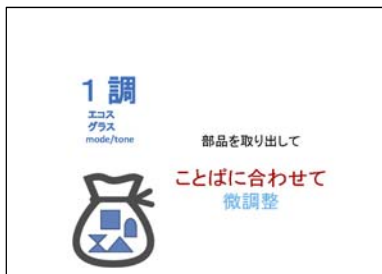 1 調
エコス
グラス
mode/tone
部品を取り出して
ことばに合わせて
微調整